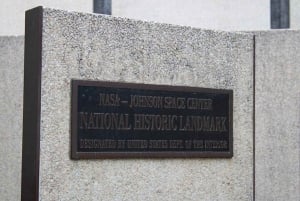 NASA - JOHNSON SPACE CENTER
NATIONAL HISTORIC LANDMARK
DESIGNATED BY UNITED STATES DEPT. OF THE INTERIOR